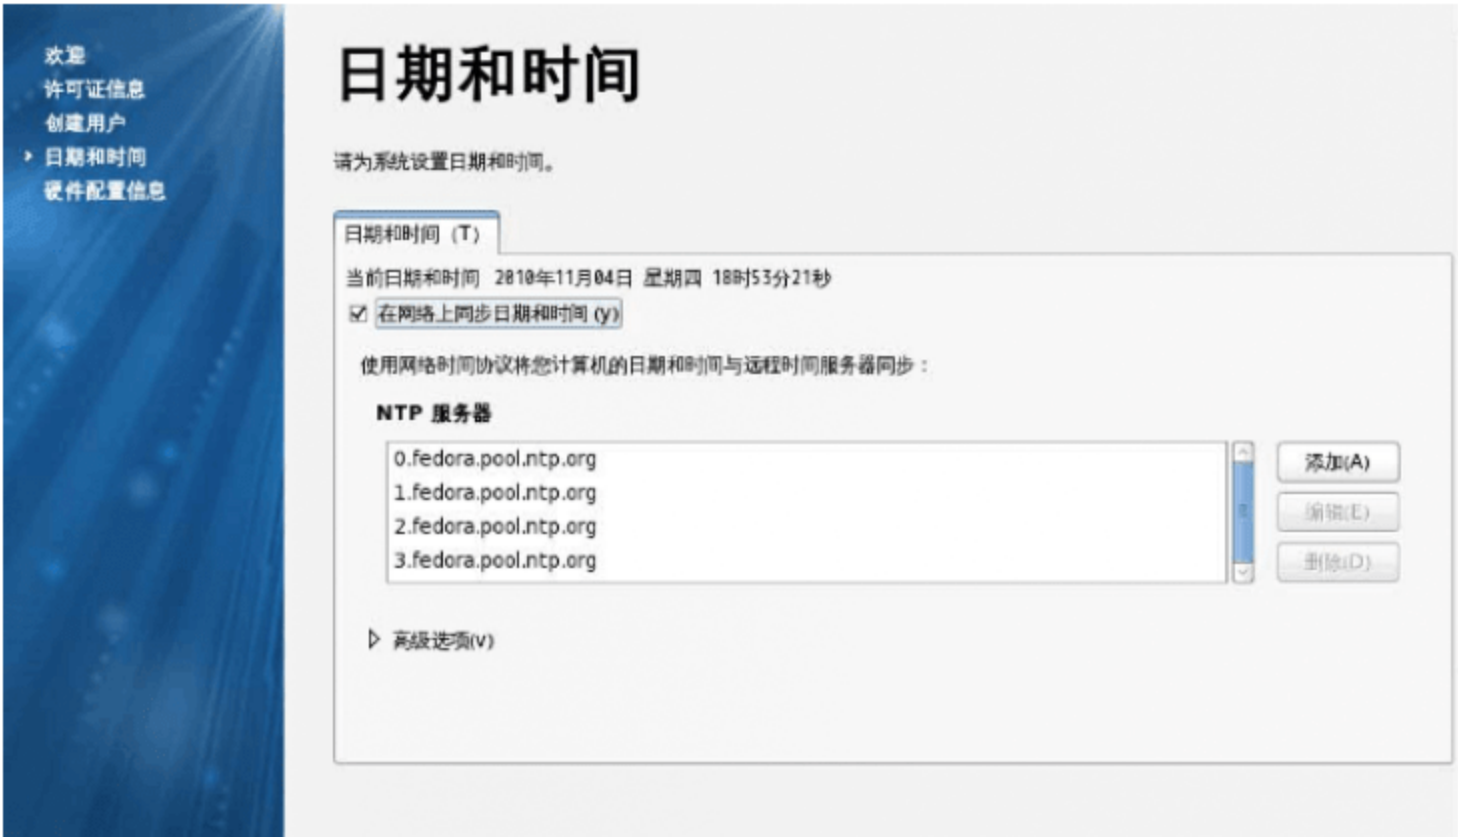 欢迎
许可证信息
创建用户
日期和时间
硬件配置信息
日期和时间
请为系统设置日期和时间。
日期和时间 (T)
当前日期和时间 2010年11月04日 星期四 18时53分21秒
在网络上同步日期和时间 (y)
使用网络时间协议将您计算机的日期和时间与远程时间服务器同步：
NTP 服务器
0.fedora.pool.ntp.org
1.fedora.pool.ntp.org
2.fedora.pool.ntp.org
3.fedora.pool.ntp.org
添加(A)
编辑(E)
删除(D)
高级选项(v)